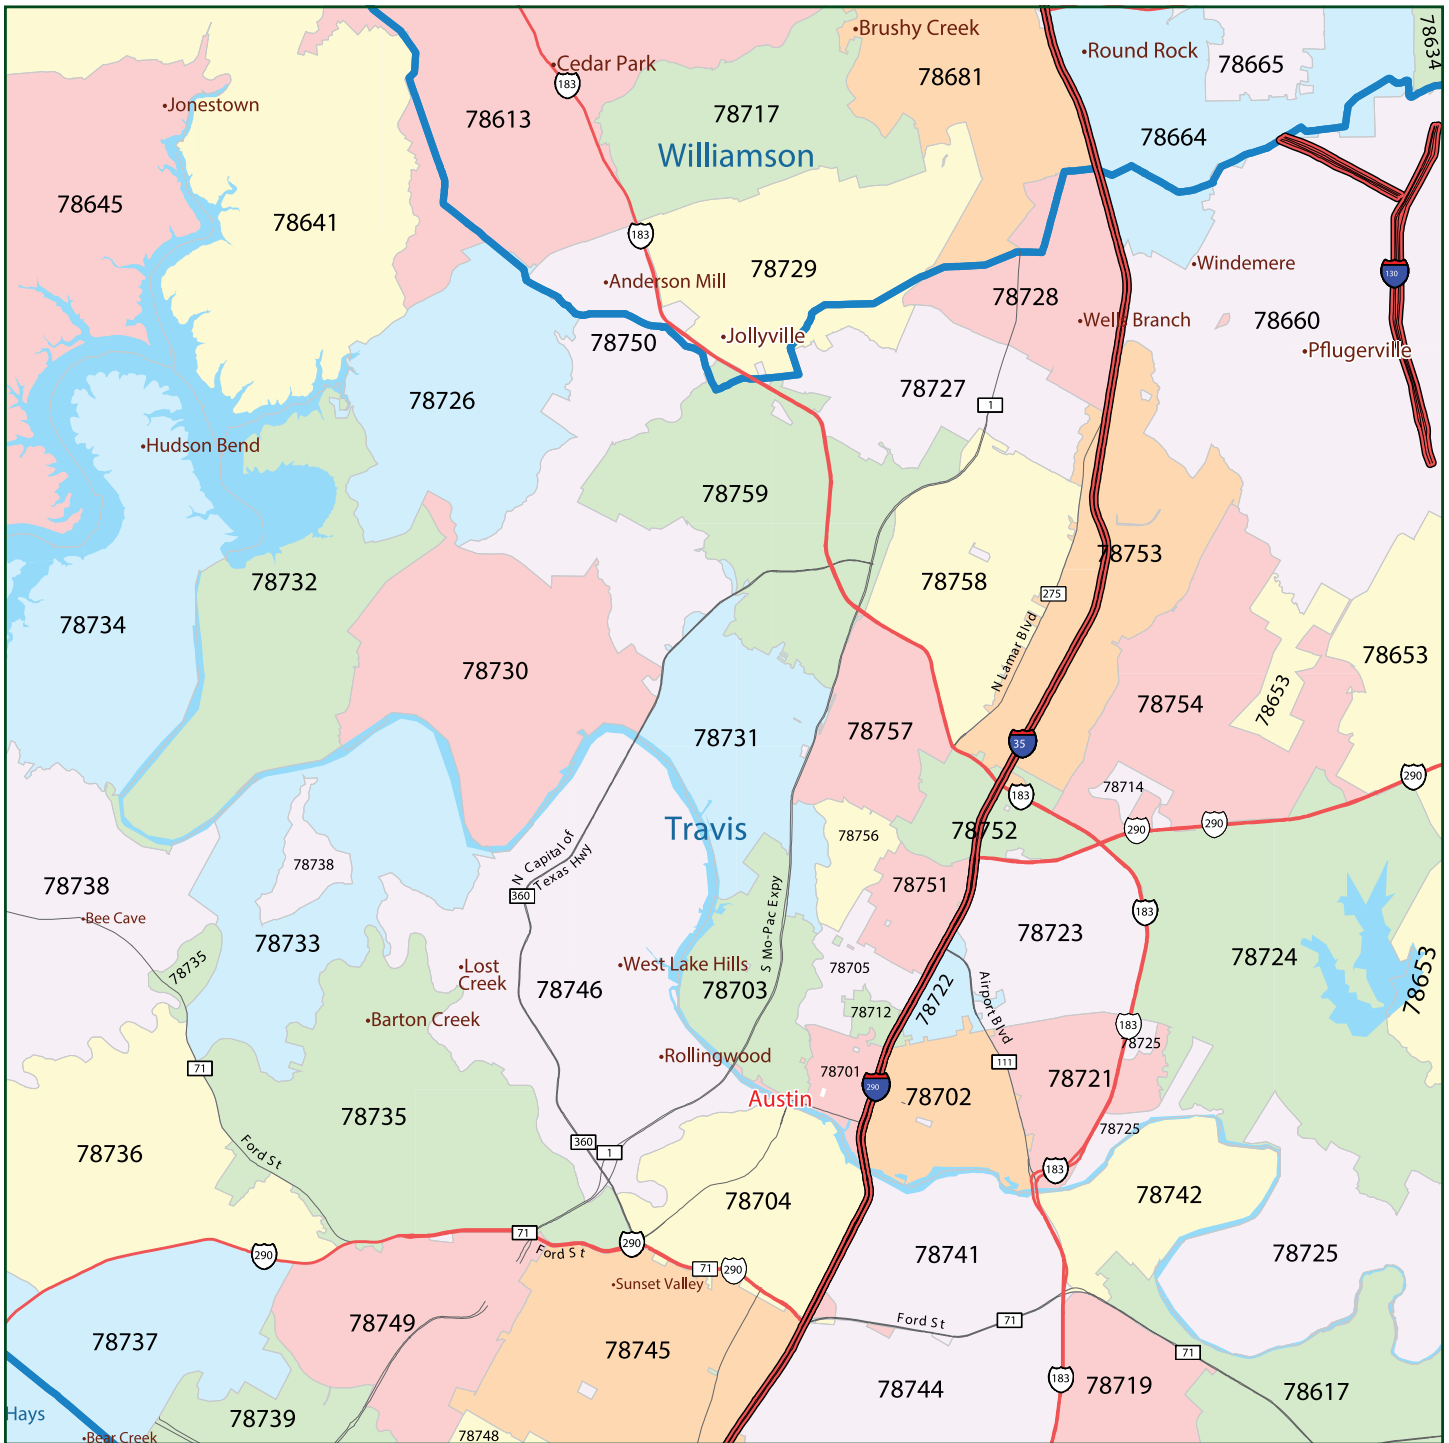 •Brushy Creek
78634
•Round Rock
•Cedar Park
78665
78681
183
•Jonestown
78613
78717
78664
Williamson
78645
78641
183
•Windemere
78729
130
•Anderson Mill
78728
•Wells Branch
78660
•Jollyville
78750
•Pflugerville
78727
78726
1
•Hudson Bend
78759
78753
78758
78732
275
78734
N Lamar Blvd
78653
78730
78653
78754
78731
78757
35
290
78714
183
Travis
78756
78752
290
290
N Capital of
Texas Hwy
78738
78738
360
78751
•Bee Cave
183
S Mo-Pac Expy
78733
78723
78724
78735
•Lost
Creek
•West Lake Hills
78705
78653
78746
78703
Airport Blvd
78722
78712
•Barton Creek
183
78725
•Rollingwood
111
71
78701
78721
290
Austin
78702
78735
78725
Ford St
360
1
78736
183
78742
78704
71
290
Ford St
290
78741
78725
71
290
•Sunset Valley
Ford St
71
78749
78737
78745
71
183
78744
78719
78617
Hays
78739
•Bear Creek
78748